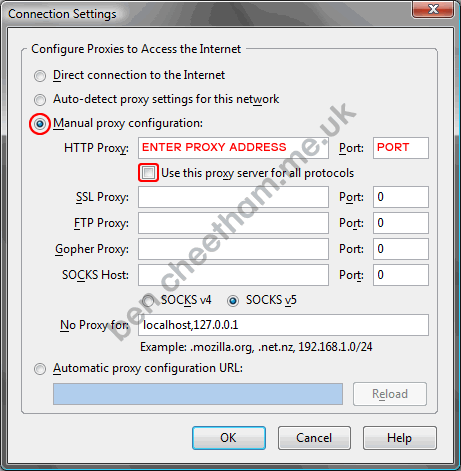 Connection Settings
Configure Proxies to Access the Internet
Direct connection to the Internet
Auto-detect proxy settings for this network
Manual proxy configuration:
HTTP Proxy: ENTER PROXY ADDRESS Port: PORT
Use this proxy server for all protocols
SSL Proxy: Port: 0
FTP Proxy: Port: 0
Gopher Proxy: Port: 0
SOCKS Host: Port: 0
SOCKS v4 SOCKS v5
No Proxy for: localhost,127.0.0.1
Example: .mozilla.org, .net.nz, 192.168.1.0/24
Automatic proxy configuration URL:
Reload
OK Cancel Help
ben.cheetham.me.uk